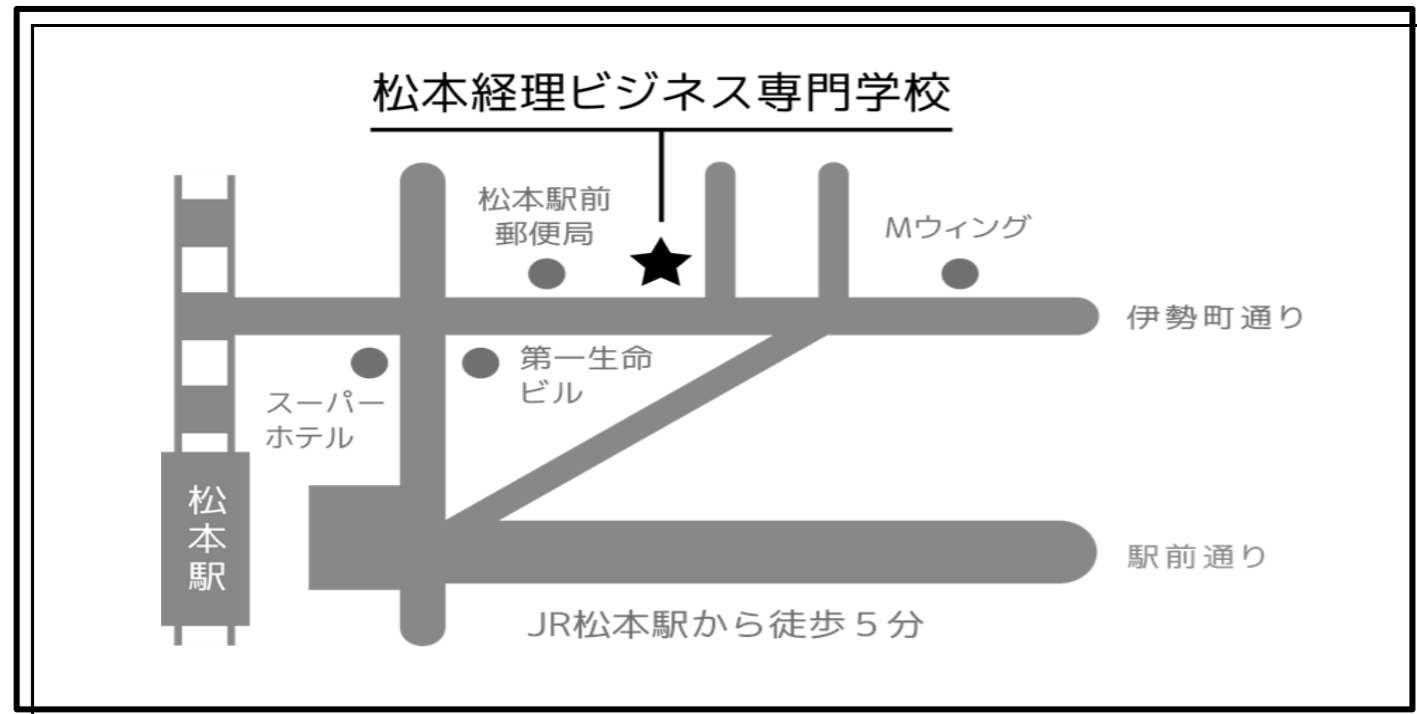 松本経理ビジネス専門学校
松本駅前
郵便局
Mウィング
伊勢町通り
第一生命
ビル
スーパー
ホテル
松本駅
駅前通り
JR松本駅から徒歩5分